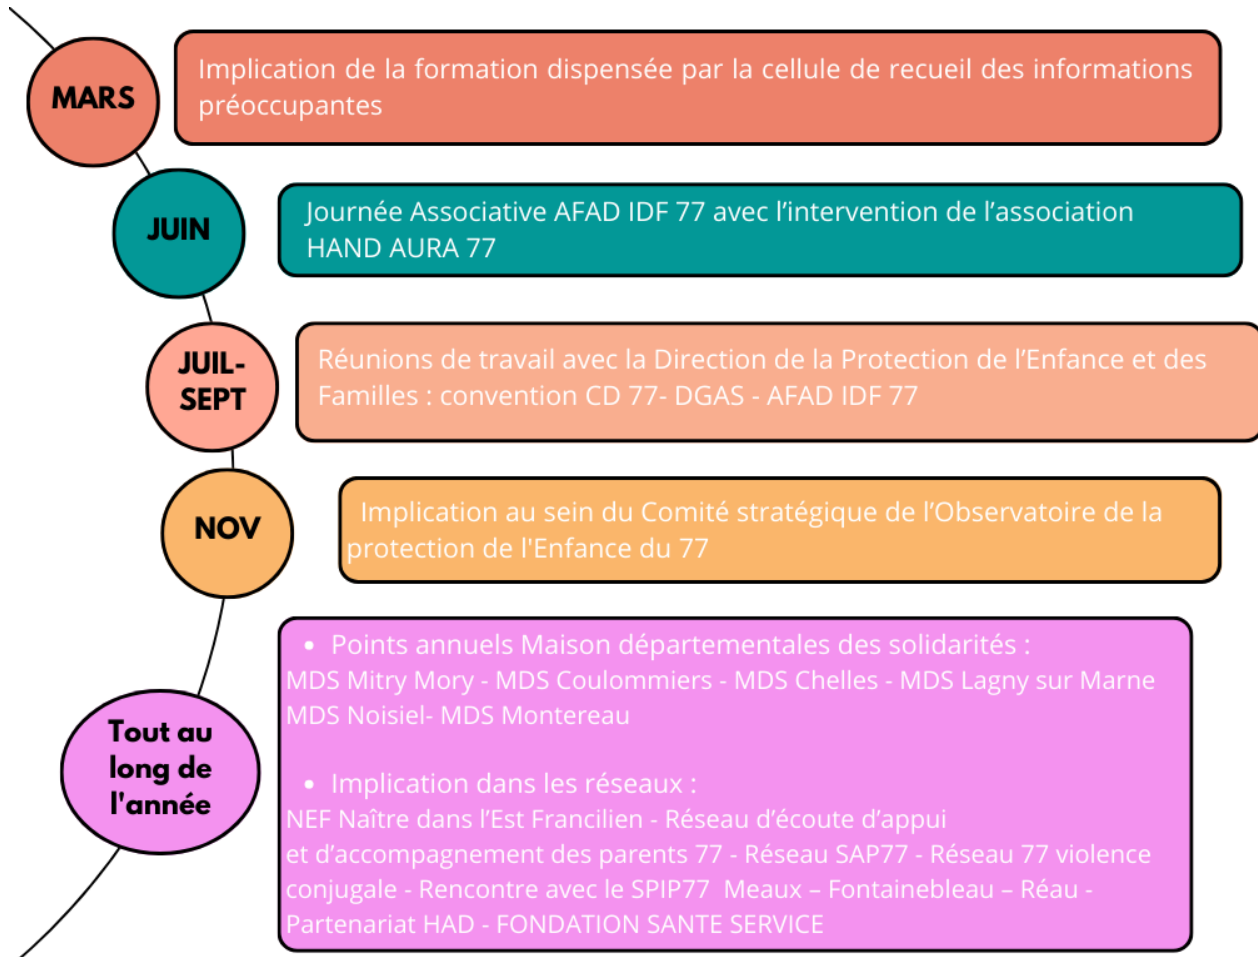 MARS
Implication de la formation dispensée par la cellule de recueil des informations
préoccupantes
JUIN
Journée Associative AFAD IDF 77 avec l’intervention de l’association
HAND AURA 77
JUIL-
SEPT
Réunions de travail avec la Direction de la Protection de l’Enfance et des
Familles : convention CD 77- DGAS - AFAD IDF 77
NOV
Implication au sein du Comité stratégique de l’Observatoire de la
protection de l'Enfance du 77
Tout au
long de
l'année
• Points annuels Maison départementales des solidarités :
MDS Mitry Mory - MDS Coulommiers - MDS Chelles - MDS Lagny sur Marne
MDS Noisiel- MDS Montereau
• Implication dans les réseaux :
NEF Naître dans l’Est Francilien - Réseau d’écoute d’appui
et d’accompagnement des parents 77 - Réseau SAP77 - Réseau 77 violence
conjugale - Rencontre avec le SPIP77 Meaux – Fontainebleau – Réau -
Partenariat HAD - FONDATION SANTE SERVICE